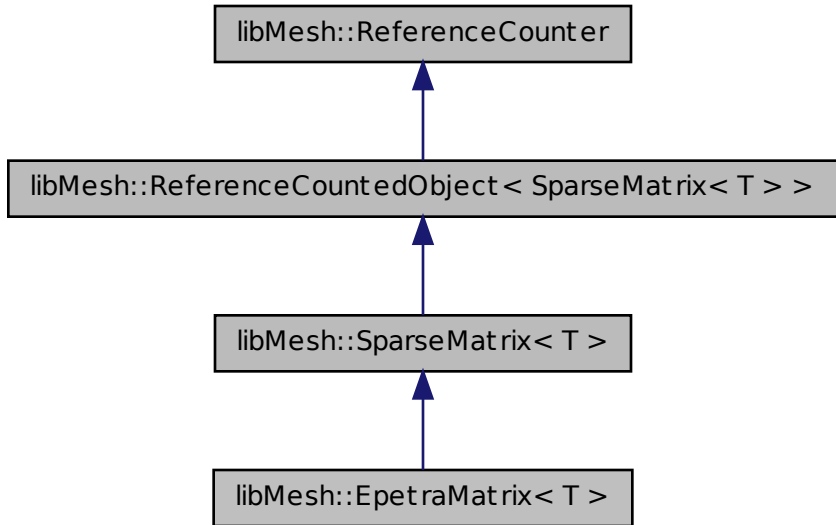 libMesh::ReferenceCounter
libMesh::ReferenceCountedObject< SparseMatrix< T > >
libMesh::SparseMatrix< T >
libMesh::EpetraMatrix< T >